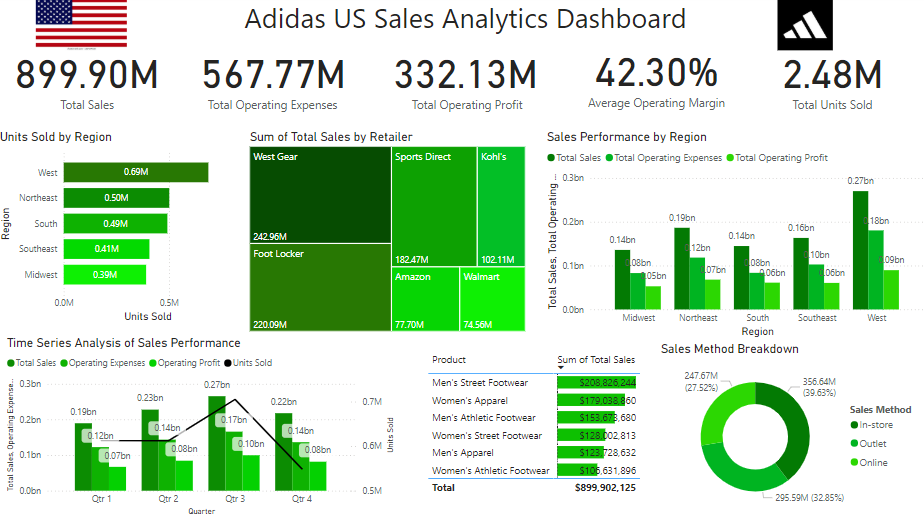 Adidas US Sales Analytics Dashboard
899.90M
Total Sales
567.77M
Total Operating Expenses
332.13M
Total Operating Profit
42.30%
Average Operating Margin
2.48M
Total Units Sold
Units Sold by Region
Region
West 0.69M
Northeast 0.50M
South 0.49M
Southeast 0.41M
Midwest 0.39M
0.0M 0.5M
Units Sold
Sum of Total Sales by Retailer
West Gear
242.96M
Foot Locker
220.09M
Sports Direct
182.47M
Kohl's
102.11M
Amazon
77.70M
Walmart
74.56M
Sales Performance by Region
Total Sales Total Operating Expenses Total Operating Profit
Total Sales, Total Operating ...
0.3bn
0.2bn
0.1bn
0.0bn
0.14bn 0.08bn 0.05bn
0.19bn 0.12bn 0.07bn
0.14bn 0.08bn 0.06bn
0.16bn 0.10bn 0.06bn
0.27bn 0.18bn 0.09bn
Midwest Northeast South Southeast West
Region
Time Series Analysis of Sales Performance
Total Sales Operating Expenses Operating Profit Units Sold
Total Sales, Operating Expense...
0.3bn
0.2bn
0.1bn
0.0bn
0.19bn 0.12bn 0.07bn
0.23bn 0.14bn 0.08bn
0.27bn 0.17bn 0.10bn
0.22bn 0.14bn 0.08bn
0.7M
0.6M
0.5M
Units Sold
Qtr 1 Qtr 2 Qtr 3 Qtr 4
Quarter
Product Sum of Total Sales
Men's Street Footwear $208,826,244
Women's Apparel $179,038,860
Men's Athletic Footwear $153,673,680
Women's Street Footwear $128,002,813
Men's Apparel $123,728,632
Women's Athletic Footwear $106,631,896
Total $899,902,125
Sales Method Breakdown
247.67M
(27.52%)
356.64M
(39.63%)
295.59M (32.85%)
Sales Method
In-store
Outlet
Online